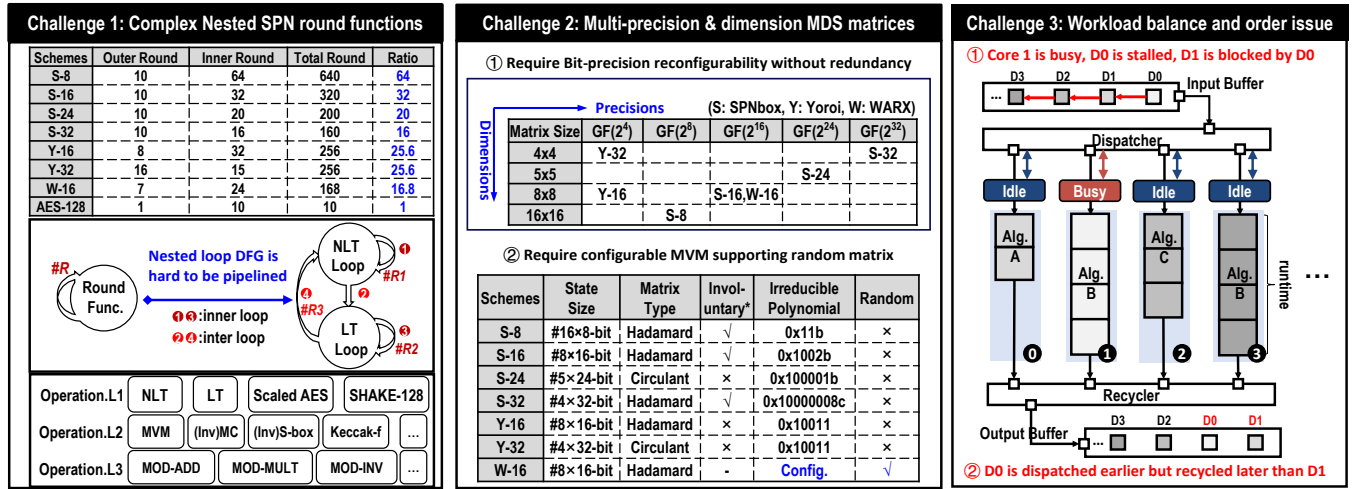 Challenge 1: Complex Nested SPN round functions
Schemes Outer Round Inner Round Total Round Ratio
S-8 10 64 640 64
S-16 10 32 320 32
S-24 10 20 200 20
S-32 10 16 160 16
Y-16 8 32 256 25.6
Y-32 16 15 256 25.6
W-16 7 24 168 16.8
AES-128 1 10 10 1
#R
Round
Func.
Nested loop DFG is
hard to be pipelined
❶❸:inner loop
❷❹:inter loop
NLT
Loop
❶
#R1
❹
#R3
❷
LT
Loop
❸
#R2
Operation.L1 NLT LT Scaled AES SHAKE-128
Operation.L2 MVM (Inv)MC (Inv)S-box Keccak-f ...
Operation.L3 MOD-ADD MOD-MULT MOD-INV ...
Challenge 2: Multi-precision & dimension MDS matrices
① Require Bit-precision reconfigurability without redundancy
Precisions (S: SPNbox, Y: Yoroi, W: WARX)
Dimensions
Matrix Size GF(2⁴) GF(2⁸) GF(2¹⁶) GF(2²⁴) GF(2³²)
4x4 Y-32 S-32
5x5 S-24
8x8 Y-16 S-16,W-16
16x16 S-8
② Require configurable MVM supporting random matrix
Schemes State Size Matrix Type Invol-untary* Irreducible Polynomial Random
S-8 #16×8-bit Hadamard √ 0x11b ×
S-16 #8×16-bit Hadamard √ 0x1002b ×
S-24 #5×24-bit Circulant × 0x100001b ×
S-32 #4×32-bit Hadamard √ 0x10000008c ×
Y-16 #8×16-bit Hadamard × 0x10011 ×
Y-32 #4×32-bit Circulant × 0x10011 ×
W-16 #8×16-bit Hadamard - Config. √
Challenge 3: Workload balance and order issue
① Core 1 is busy, D0 is stalled, D1 is blocked by D0
D3 D2 D1 D0
...
Input Buffer
Dispatcher
Idle Busy Idle Idle
Alg.
A
Alg.
B
Alg.
C
Alg.
B
runtime
...
⓿ ❶ ❷ ❸
Recycler
Output Buffer
D3 D2 D0 D1
...
② D0 is dispatched earlier but recycled later than D1